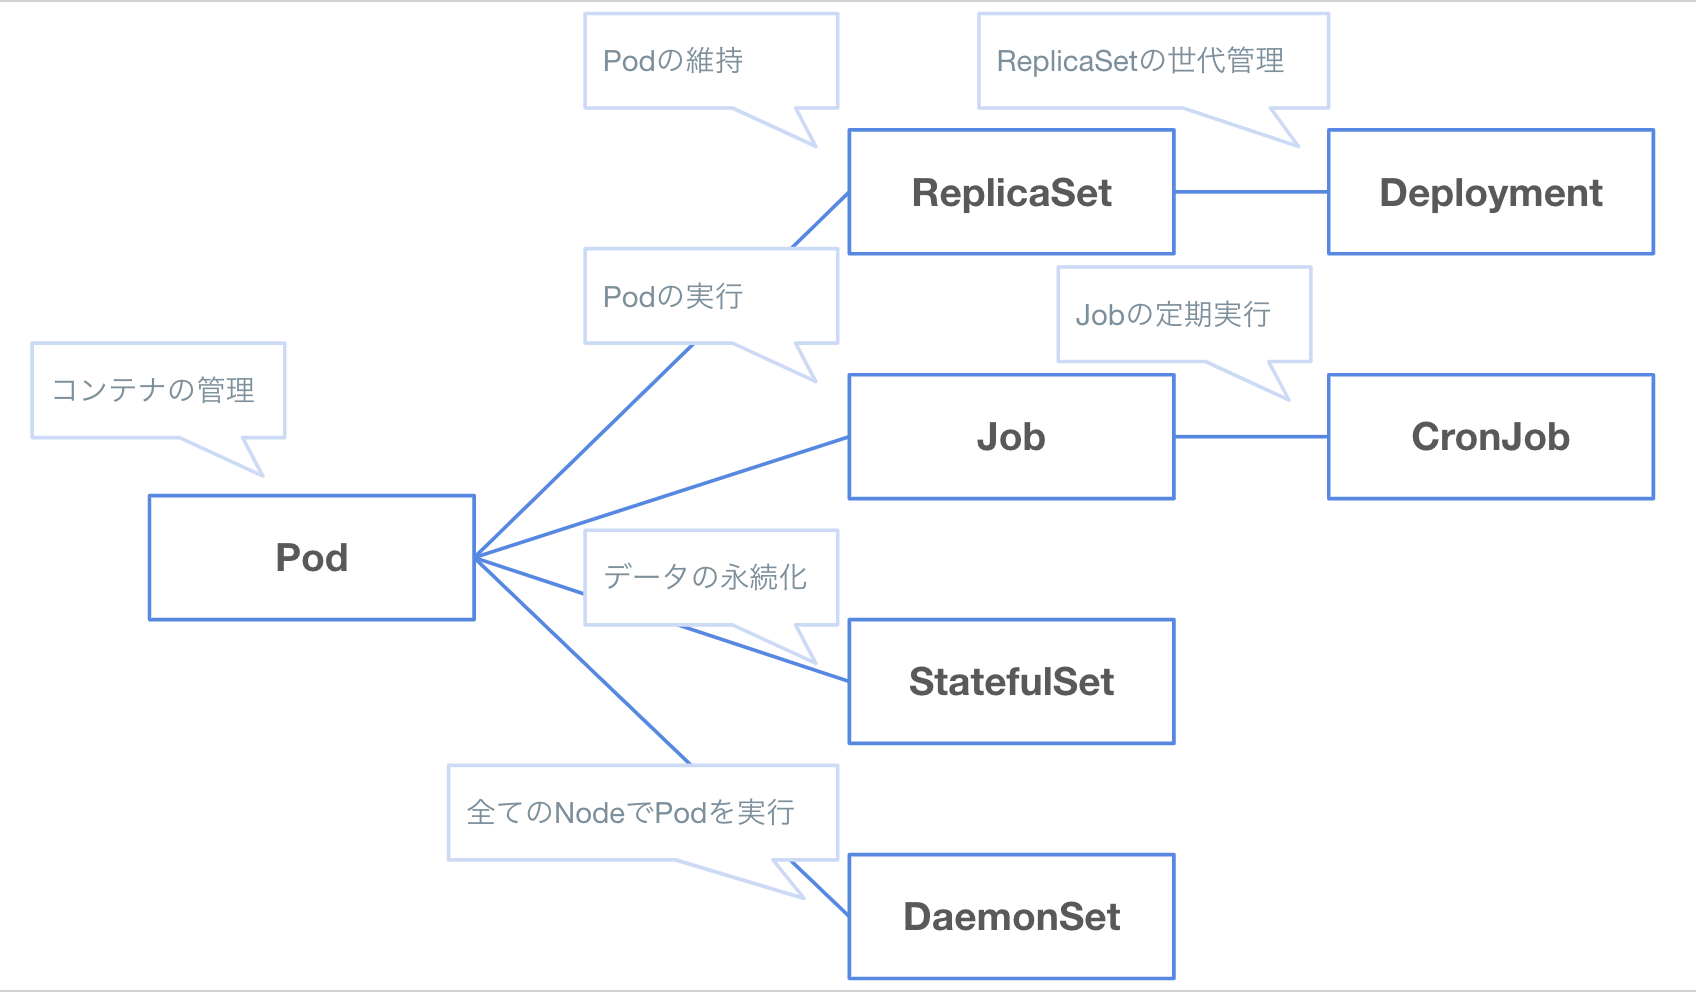 Podの維持
ReplicaSetの世代管理
ReplicaSet
Deployment
Podの実行
Jobの定期実行
コンテナの管理
Job
CronJob
Pod
データの永続化
StatefulSet
全てのNodeでPodを実行
DaemonSet